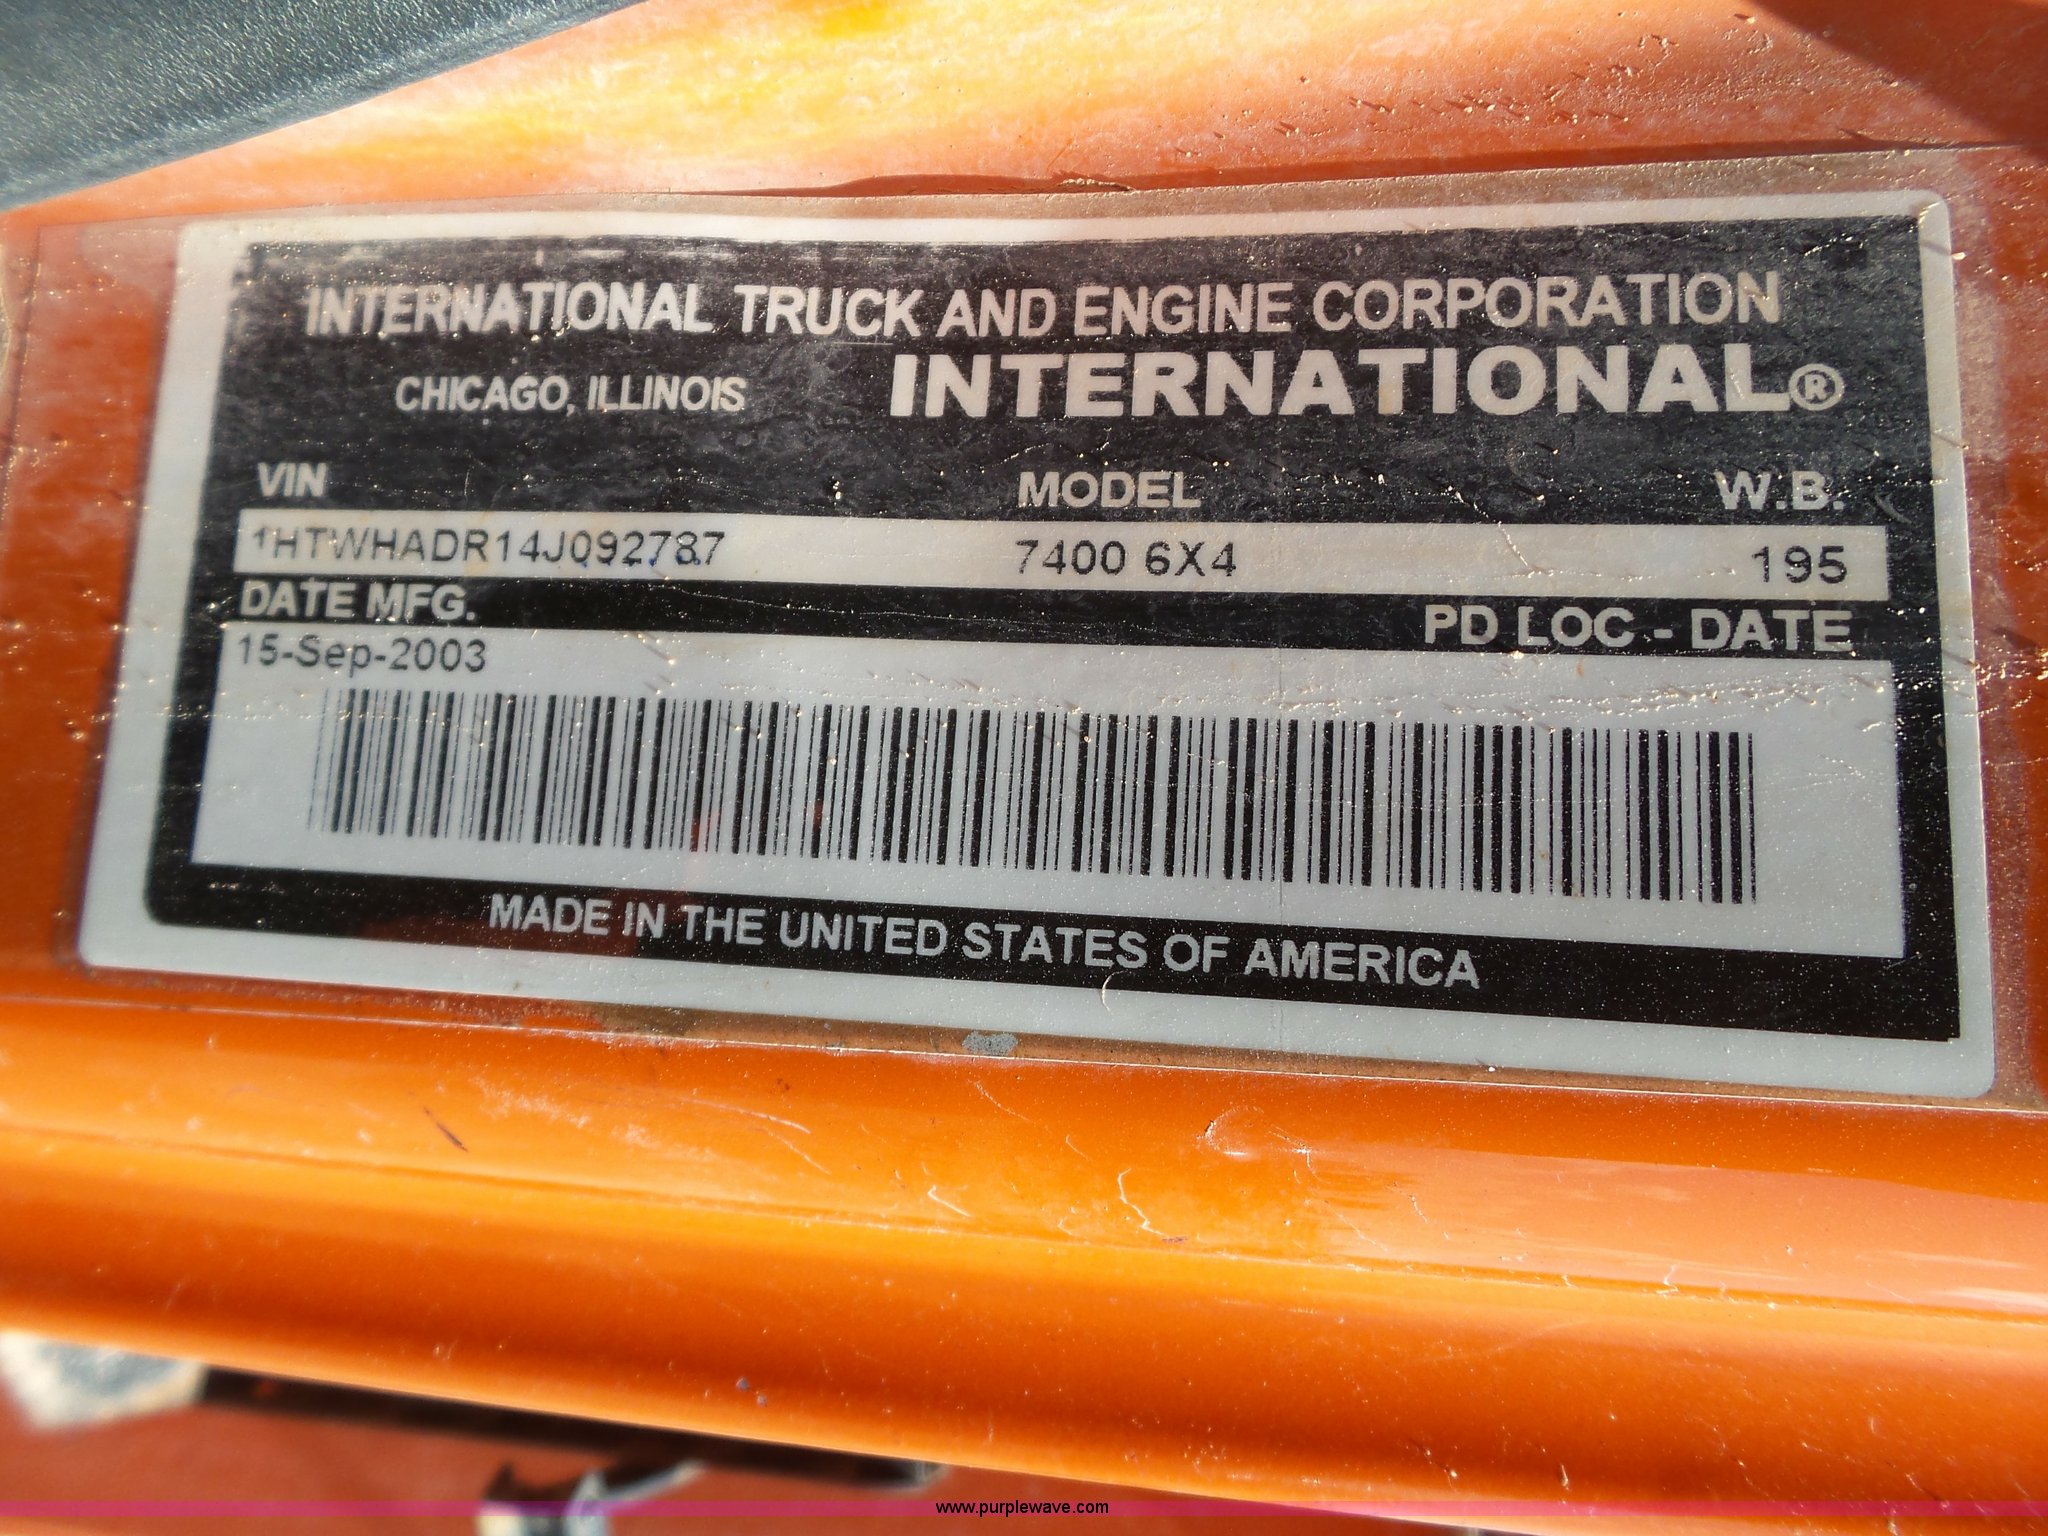 INTERNATIONAL TRUCK AND ENGINE CORPORATION
CHICAGO, ILLINOIS INTERNATIONAL®
VIN MODEL W.B.
1HTWHADR14J092787 7400 6X4 195
DATE MFG. PD LOC - DATE
15-Sep-2003
MADE IN THE UNITED STATES OF AMERICA
www.purplewave.com